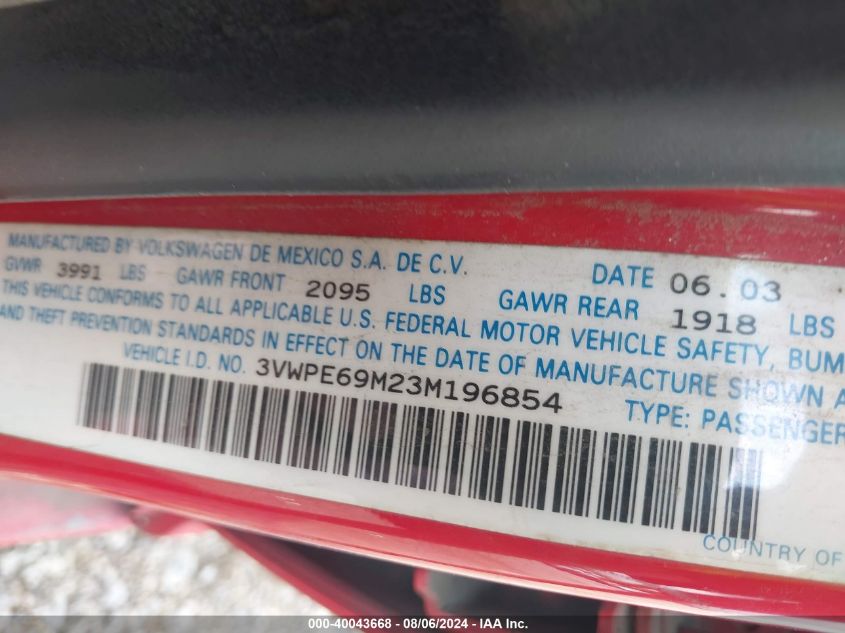 MANUFACTURED BY VOLKSWAGEN DE MEXICO S.A. DE C.V. DATE 06.03
GVWR 3991 LBS GAWR FRONT 2095 LBS GAWR REAR 1918 LBS
THIS VEHICLE CONFORMS TO ALL APPLICABLE U.S. FEDERAL MOTOR VEHICLE SAFETY, BUM
AND THEFT PREVENTION STANDARDS IN EFFECT ON THE DATE OF MANUFACTURE SHOWN A
VEHICLE I.D. NO. 3VWPE69M23M196854 TYPE: PASSENGER
COUNTRY OF
000-40043668 - 08/06/2024 - IAA Inc.